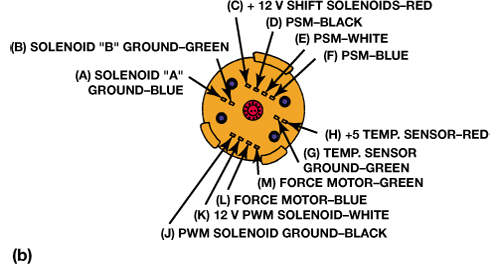 (C) + 12 V SHIFT SOLENOIDS–RED
(D) PSM–BLACK
(E) PSM–WHITE
(F) PSM–BLUE
(B) SOLENOID "B" GROUND–GREEN
(A) SOLENOID "A"
GROUND–BLUE
(H) +5 TEMP. SENSOR–RED
(G) TEMP. SENSOR
GROUND–GREEN
(M) FORCE MOTOR–GREEN
(L) FORCE MOTOR–BLUE
(K) 12 V PWM SOLENOID–WHITE
(J) PWM SOLENOID GROUND–BLACK
(b)